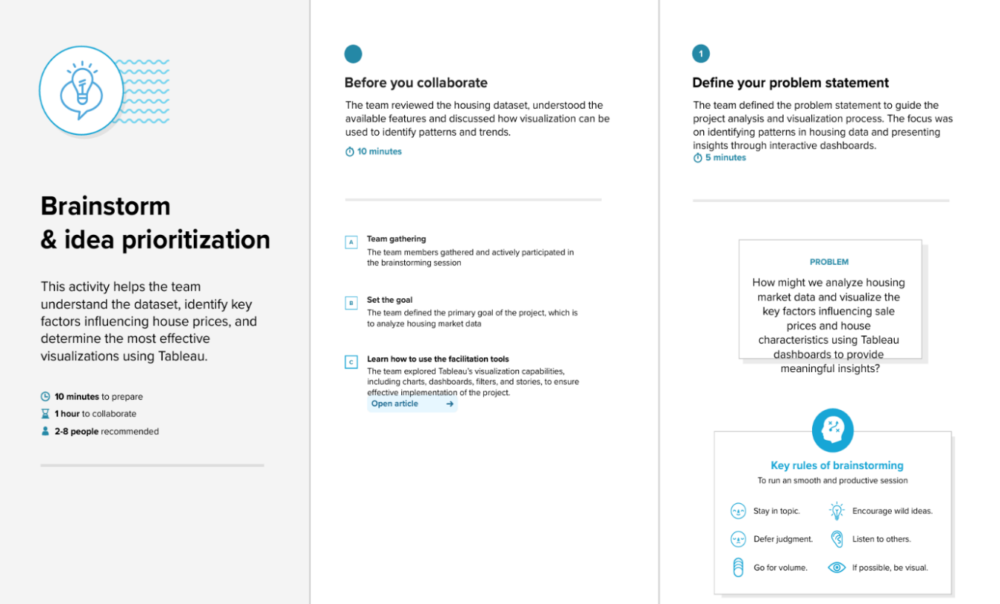 Brainstorm
& idea prioritization
This activity helps the team
understand the dataset, identify key
factors influencing house prices, and
determine the most effective
visualizations using Tableau.
10 minutes to prepare
1 hour to collaborate
2-8 people recommended
Before you collaborate
The team reviewed the housing dataset, understood the
available features and discussed how visualization can be
used to identify patterns and trends.
10 minutes
A
Team gathering
The team members gathered and actively participated in
the brainstorming session
B
Set the goal
The team defined the primary goal of the project, which is
to analyze housing market data
C
Learn how to use the facilitation tools
The team explored Tableau's visualization capabilities,
including charts, dashboards, filters, and stories, to ensure
effective implementation of the project.
Open article
1
Define your problem statement
The team defined the problem statement to guide the
project analysis and visualization process. The focus was
on identifying patterns in housing data and presenting
insights through interactive dashboards.
5 minutes
PROBLEM
How might we analyze housing
market data and visualize the
key factors influencing sale
prices and house
characteristics using Tableau
dashboards to provide
meaningful insights?
Key rules of brainstorming
To run an smooth and productive session
Stay in topic.
Encourage wild ideas.
Defer judgment.
Listen to others.
Go for volume.
If possible, be visual.